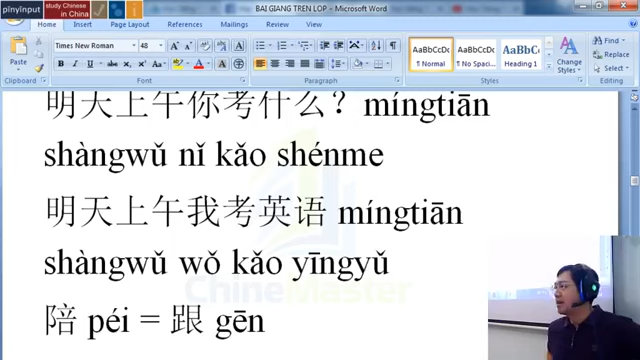 pinyinput
study Chinese in China
BAI GIANG TREN LOP - Microsoft Word
Home Insert Page Layout References Mailings Review View
Paste
Times New Roman 48
AaBbCcDc AaBbCcDc AaBbCc
¶ Normal ¶ No Spaci... Heading 1
Change Styles
Find
Replace
Select
Clipboard Font Paragraph Styles Editing
明天上午你考什么？míngtiān
shàngwǔ nǐ kǎo shénme
明天上午我考英语 míngtiān
shàngwǔ wǒ kǎo yīngyǔ
陪 péi = 跟 gēn
ChineMaster